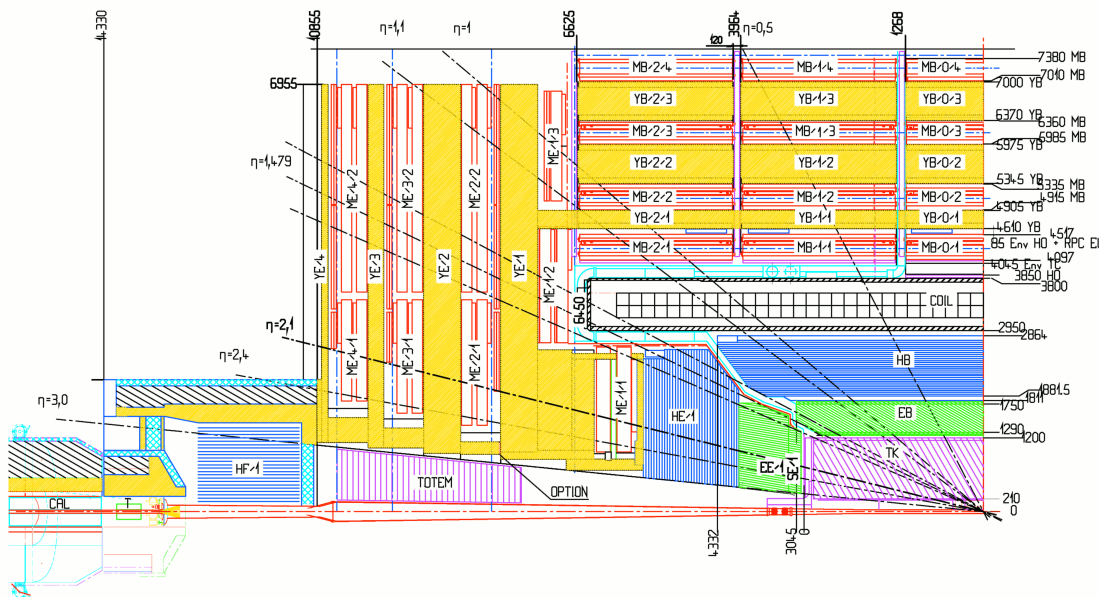 14330
10855
η=1,1
η=1
6625
3964
120
η=0,5
1268
6955
η=1,479
η=2,1
η=2,4
η=3,0
YE/4
ME/4/2
YE/3
ME/3/2
YE/2
ME/2/2
YE/1
ME/1/3
ME/1/2
ME/4/1
ME/3/1
ME/2/1
ME/1/1
MB/2/4
MB/1/4
MB/0/4
YB/2/3
YB/1/3
YB/0/3
MB/2/3
MB/1/3
MB/0/3
YB/2/2
YB/1/2
YB/0/2
MB/2/2
MB/1/2
MB/0/2
YB/2/1
YB/1/1
YB/0/1
MB/2/1
MB/1/1
MB/0/1
7380 MB
7010 MB
7000 YB
6370 YB
6360 MB
5985 MB
5975 YB
5345 YB
5335 MB
4915 MB
4905 YB
4610 YB
4517
85 Env HO + RPC El
4097
4045 Env TC
3850 HO
3800
6450
COIL
2950
2864
HB
1811
1750
EB
1290
1200
TK
HE/1
EE/1
SE/1
HF/1
TOTEM
OPTION
CAL
T
210
0
4332
3045
0